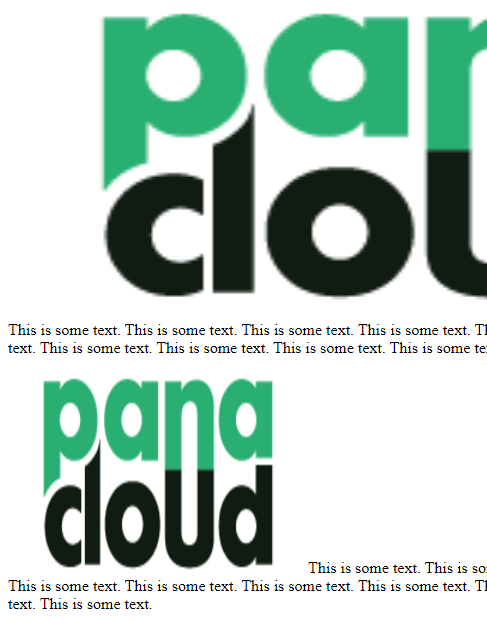 pan
clou
This is some text. This is some text. This is some text. This is some text.
text. This is some text. This is some text. This is some text. This is some
pana
cloud
This is some text. This is
This is some text. This is some text. This is some text. This is some text.
text. This is some text.